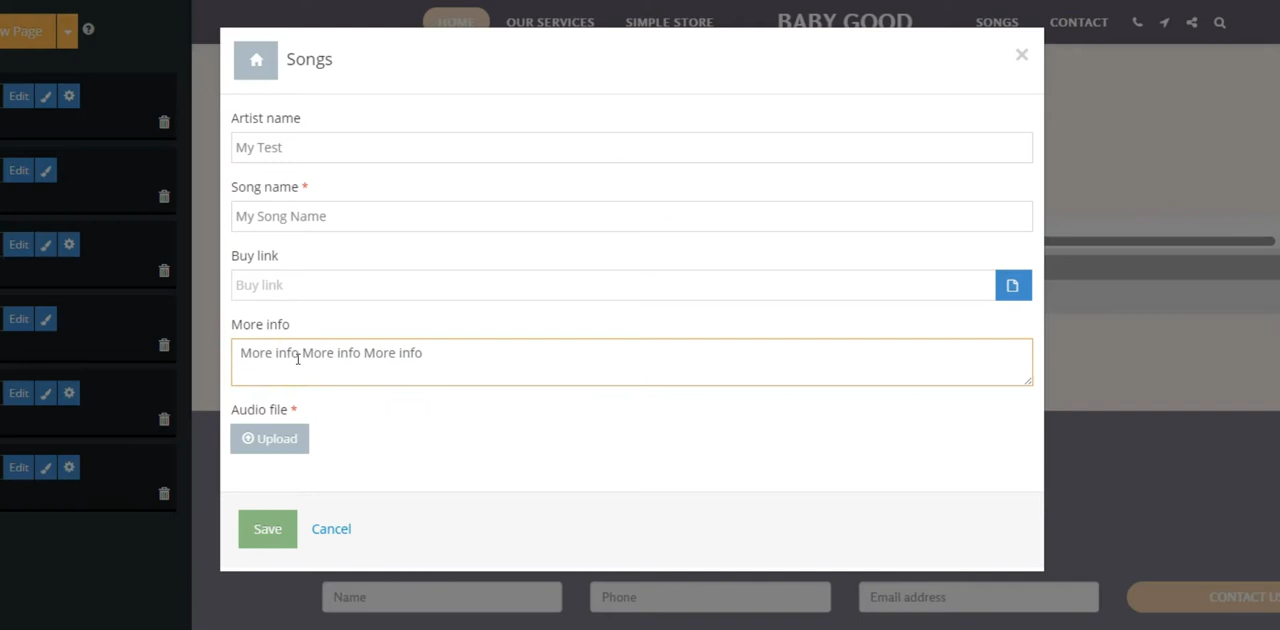 w Page
HOME OUR SERVICES SIMPLE STORE BABY GOOD SONGS CONTACT
Songs
×
Edit
Artist name
My Test
Edit
Song name *
My Song Name
Edit
Buy link
Buy link
Edit
More info
More info More info More info
Edit
Audio file *
Upload
Edit
Save Cancel
Name Phone Email address CONTACT US